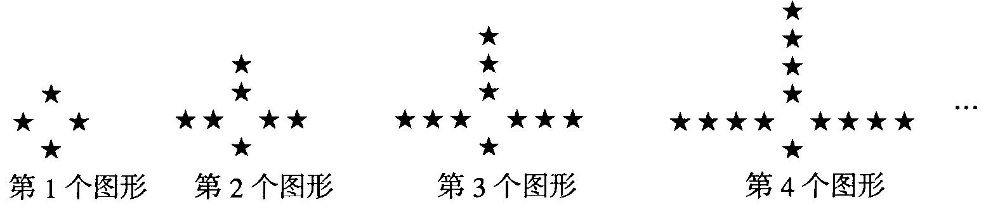 …
第 1 个图形
第 2 个图形
第 3 个图形
第 4 个图形